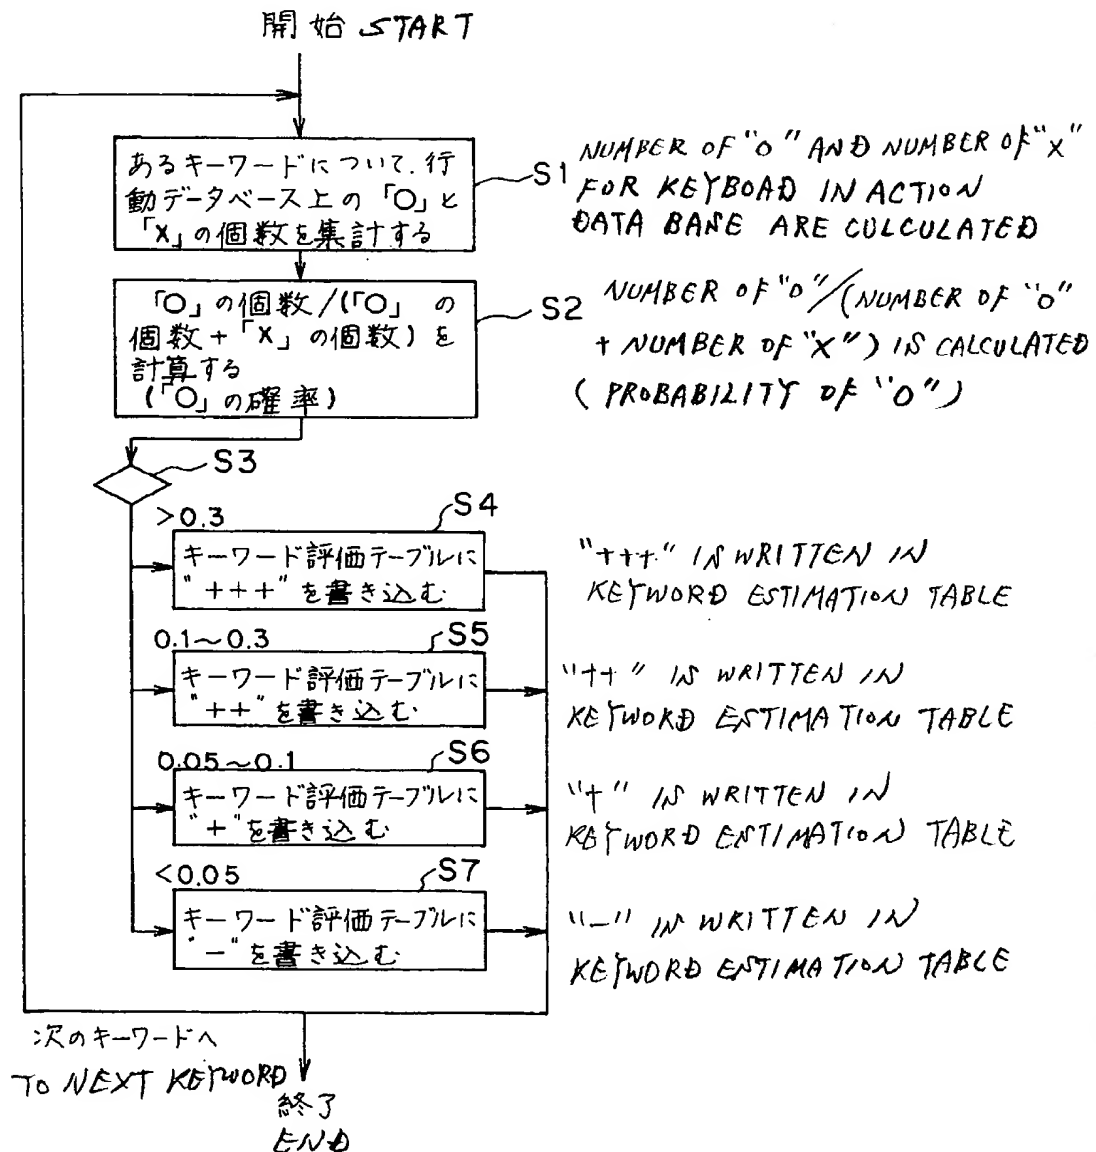 開始 START
あるキーワードについて、行
動データベース上の「O」と
「X」の個数を集計する
S1
NUMBER OF "O" AND NUMBER OF "X"
FOR KEYBOAD IN ACTION
DATA BASE ARE CULCULATED
「O」の個数/(「O」の
個数+「X」の個数)を
計算する
(「O」の確率)
S2
NUMBER OF "O"/(NUMBER OF "O"
+ NUMBER OF "X") IS CALCULATED
(PROBABILITY OF "O")
S3
>0.3
S4
キーワード評価テーブルに
"+++"を書き込む
"+++" IS WRITTEN IN
KEYWORD ESTIMATION TABLE
0.1~0.3
S5
キーワード評価テーブルに
"++"を書き込む
"++" IS WRITTEN IN
KEYWORD ESTIMATION TABLE
0.05~0.1
S6
キーワード評価テーブルに
"+"を書き込む
"+" IS WRITTEN IN
KEYWORD ESTIMATION TABLE
<0.05
S7
キーワード評価テーブルに
"-"を書き込む
"-" IS WRITTEN IN
KEYWORD ESTIMATION TABLE
次のキーワードへ
TO NEXT KEYWORD
終了
END